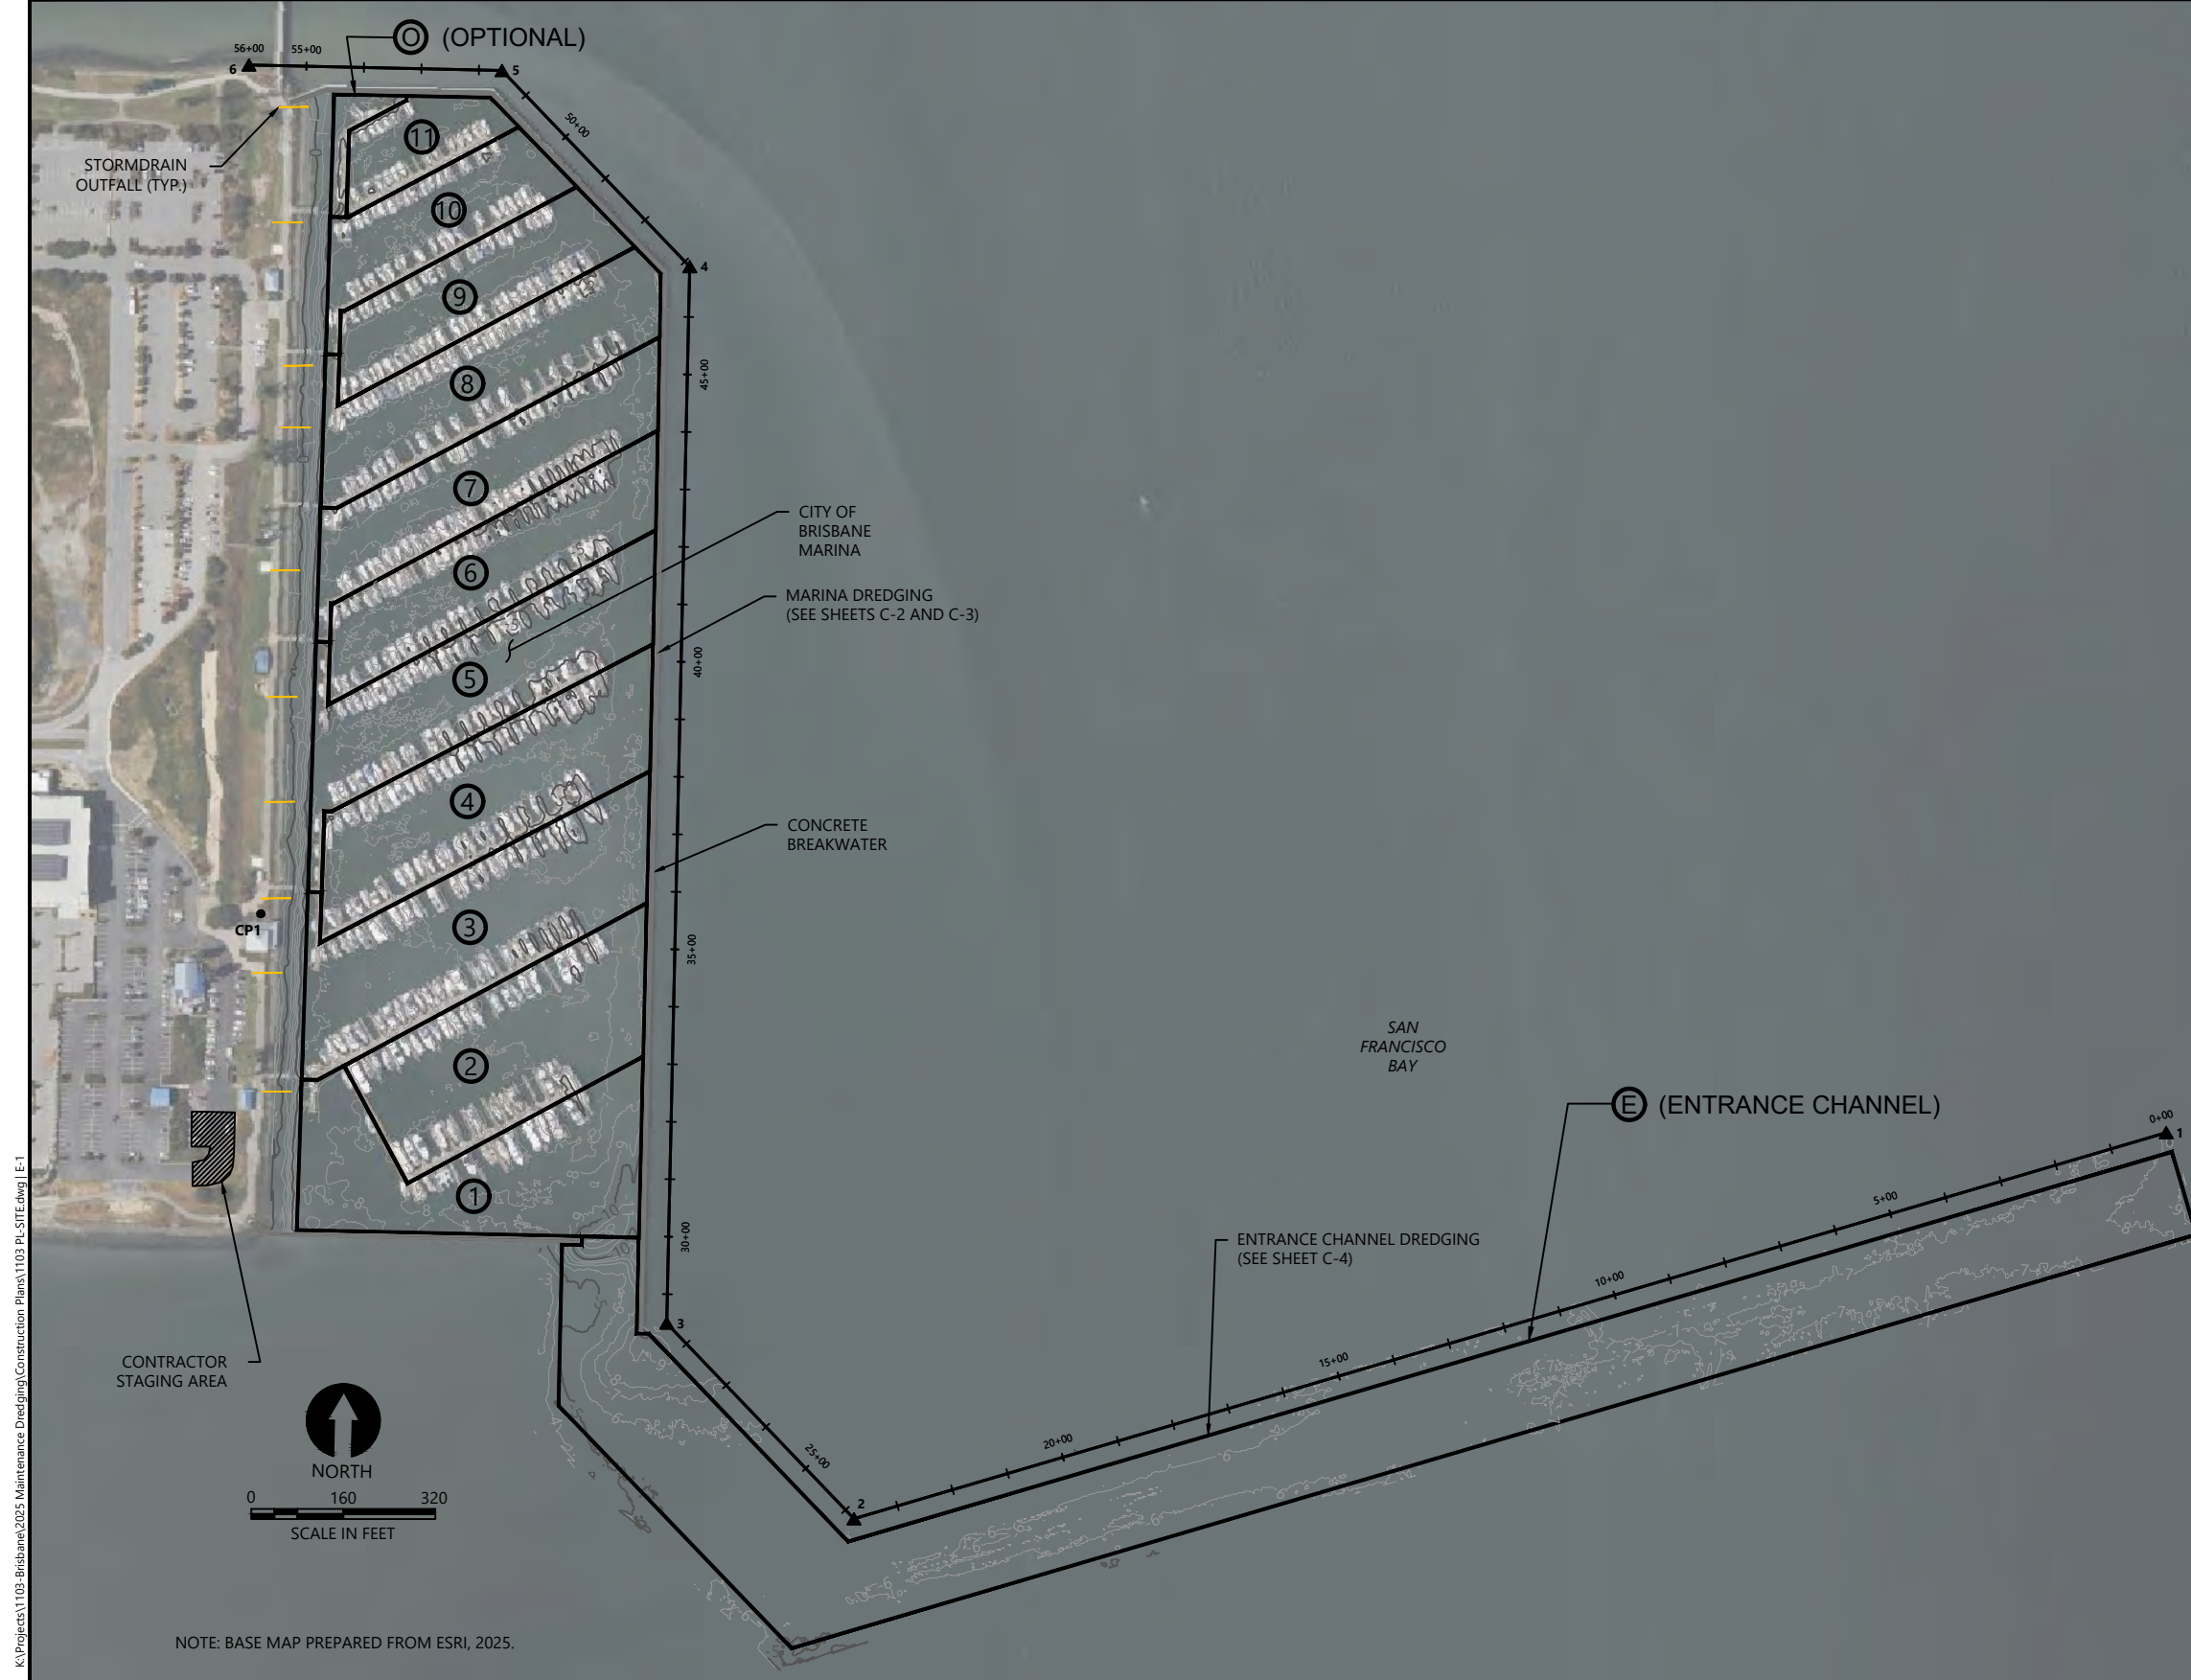 O (OPTIONAL)
56+00
55+00
6
5
50+00
11
STORMDRAIN
OUTFALL (TYP.)
10
4
9
8
45+00
7
CITY OF
BRISBANE
MARINA
6
MARINA DREDGING
(SEE SHEETS C-2 AND C-3)
40+00
5
4
CONCRETE
BREAKWATER
CP1
3
35+00
SAN
FRANCISCO
BAY
2
E (ENTRANCE CHANNEL)
0+00
1
1
5+00
30+00
ENTRANCE CHANNEL DREDGING
(SEE SHEET C-4)
10+00
3
15+00
CONTRACTOR
STAGING AREA
20+00
25+00
2
NORTH
0 160 320
SCALE IN FEET
NOTE: BASE MAP PREPARED FROM ESRI, 2025.
K:\Projects\1103-Brisbane\2025 Maintenance Dredging\Construction Plans\1103 PL-SITE.dwg | E-1